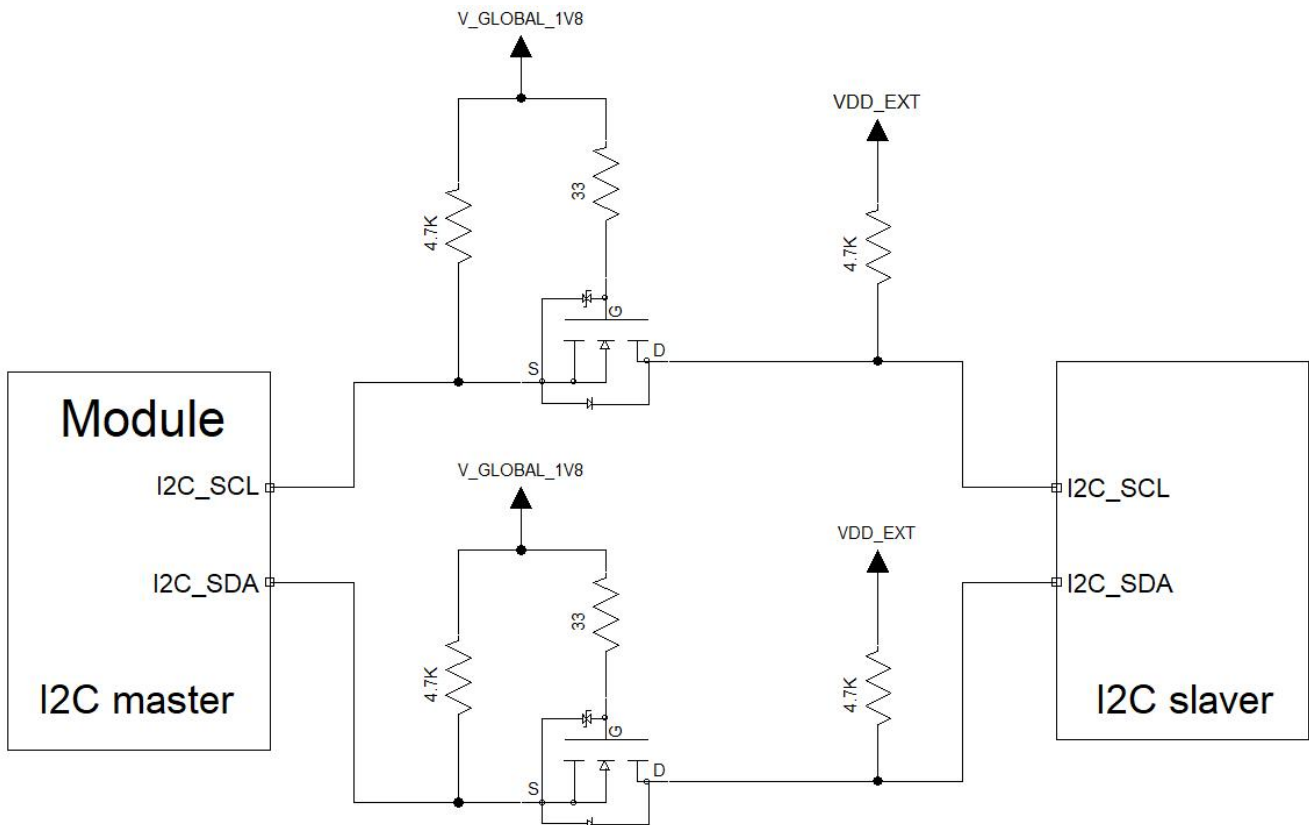 V_GLOBAL_1V8
VDD_EXT
33
4.7K
4.7K
G
D
S
Module
I2C_SCL
I2C_SDA
I2C master
V_GLOBAL_1V8
VDD_EXT
33
4.7K
4.7K
G
D
S
I2C_SCL
I2C_SDA
I2C slaver